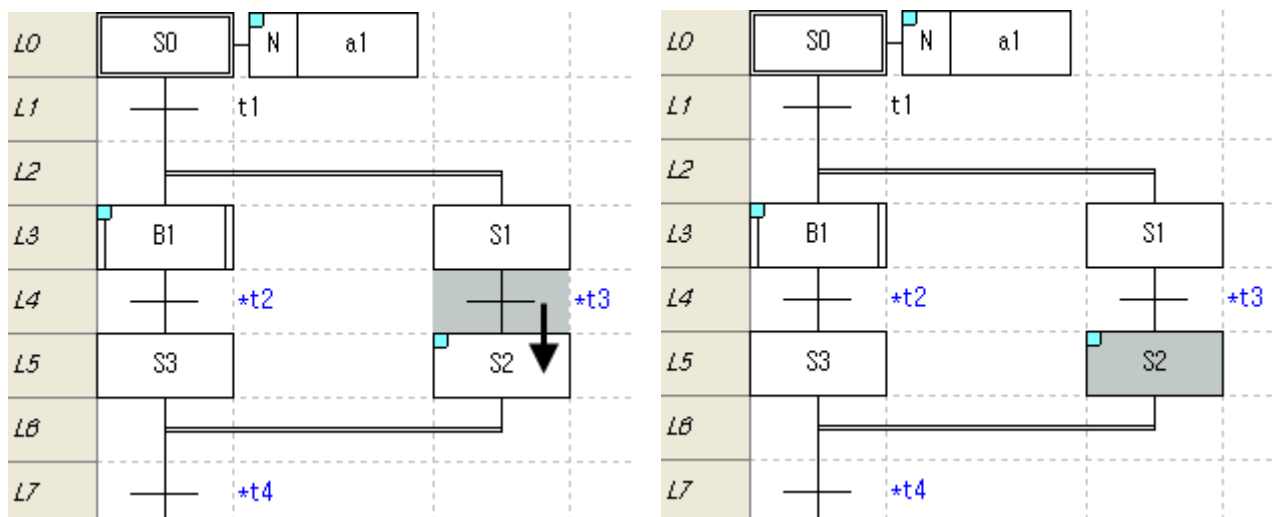 L0 S0 N a1
L1 t1
L2
L3 B1 S1
L4 *t2 *t3
L5 S3 S2
L6
L7 *t4
L0 S0 N a1
L1 t1
L2
L3 B1 S1
L4 *t2 *t3
L5 S3 S2
L6
L7 *t4